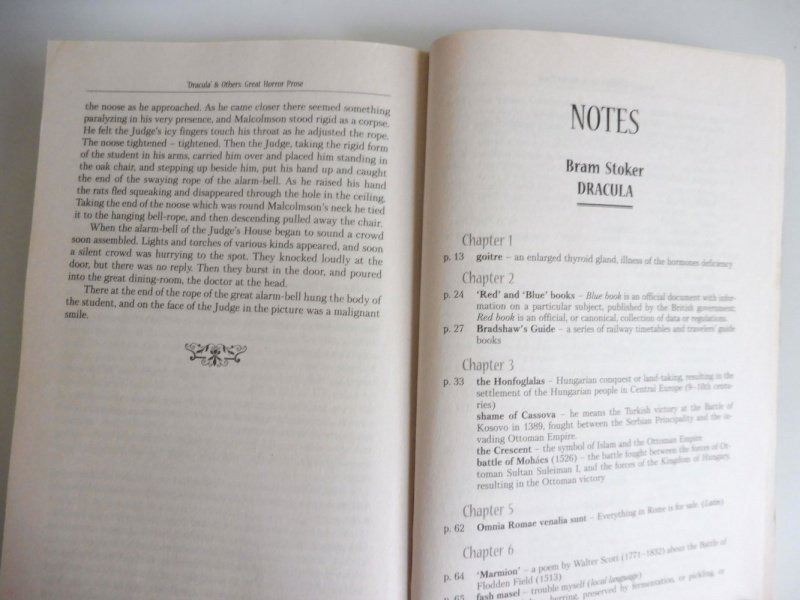 'Dracula' & Others: Great Horror Prose
the noose as he approached. As he came closer there seemed something
paralyzing in his very presence, and Malcolmson stood rigid as a corpse.
He felt the Judge's icy fingers touch his throat as he adjusted the rope.
The noose tightened – tightened. Then the Judge, taking the rigid form
of the student in his arms, carried him over and placed him standing in
the oak chair, and stepping up beside him, put his hand up and caught
the end of the swaying rope of the alarm-bell. As he raised his hand
the rats fled squeaking and disappeared through the hole in the ceiling.
Taking the end of the noose which was round Malcolmson's neck he tied
it to the hanging bell-rope, and then descending pulled away the chair.
When the alarm-bell of the Judge's House began to sound a crowd
soon assembled. Lights and torches of various kinds appeared, and soon
a silent crowd was hurrying to the spot. They knocked loudly at the
door, but there was no reply. Then they burst in the door, and poured
into the great dining-room, the doctor at the head.
There at the end of the rope of the great alarm-bell hung the body of
the student, and on the face of the Judge in the picture was a malignant
smile.
NOTES
Bram Stoker
DRACULA
Chapter 1
p. 13 goitre – an enlarged thyroid gland, illness of the hormones deficiency
Chapter 2
p. 24 'Red' and 'Blue' books – Blue book is an official document with infor-
mation on a particular subject, published by the British government;
Red book is an official, or canonical, collection of data or regulations.
p. 27 Bradshaw's Guide – a series of railway timetables and travelers' guide
books
Chapter 3
p. 33 the Honfoglalas – Hungarian conquest or land-taking, resulting in the
settlement of the Hungarian people in Central Europe (9–10th centu-
ries)
shame of Cassova – he means the Turkish victory at the Battle of
Kosovo in 1389, fought between the Serbian Principality and the in-
vading Ottoman Empire.
the Crescent – the symbol of Islam and the Ottoman Empire
battle of Mohács (1526) – the battle fought between the forces of Ot-
toman Sultan Suleiman I, and the forces of the Kingdom of Hungary,
resulting in the Ottoman victory
Chapter 5
p. 62 Omnia Romae venalia sunt – Everything in Rome is for sale. (Latin)
Chapter 6
p. 64 'Marmion' – a poem by Walter Scott (1771–1832) about the Battle of
Flodden Field (1513)
p. 65 fash masel – trouble myself (local language)
herring, preserved by fermentation, or pickling, or